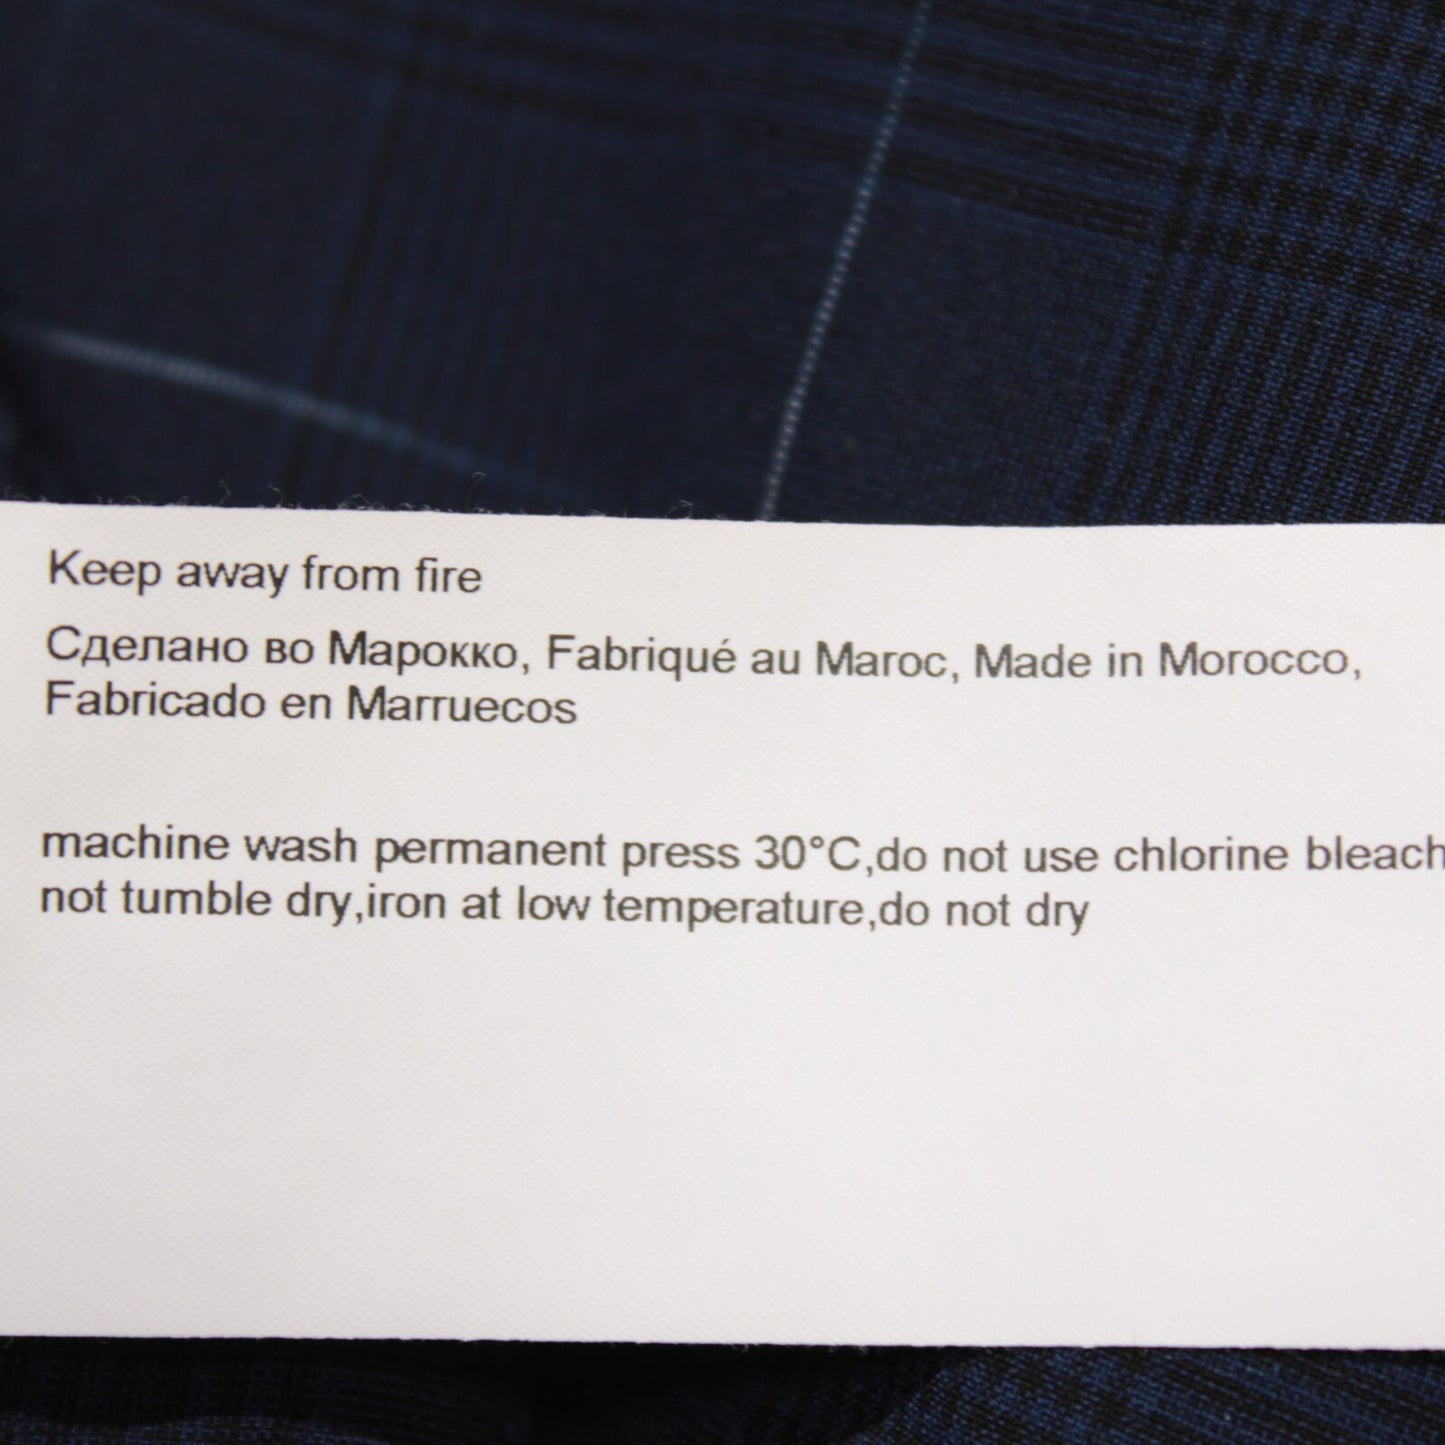 Keep away from fire
Сделано во Марокко, Fabriqué au Maroc, Made in Morocco,
Fabricado en Marruecos
machine wash permanent press 30°C,do not use chlorine bleach
not tumble dry,iron at low temperature,do not dry